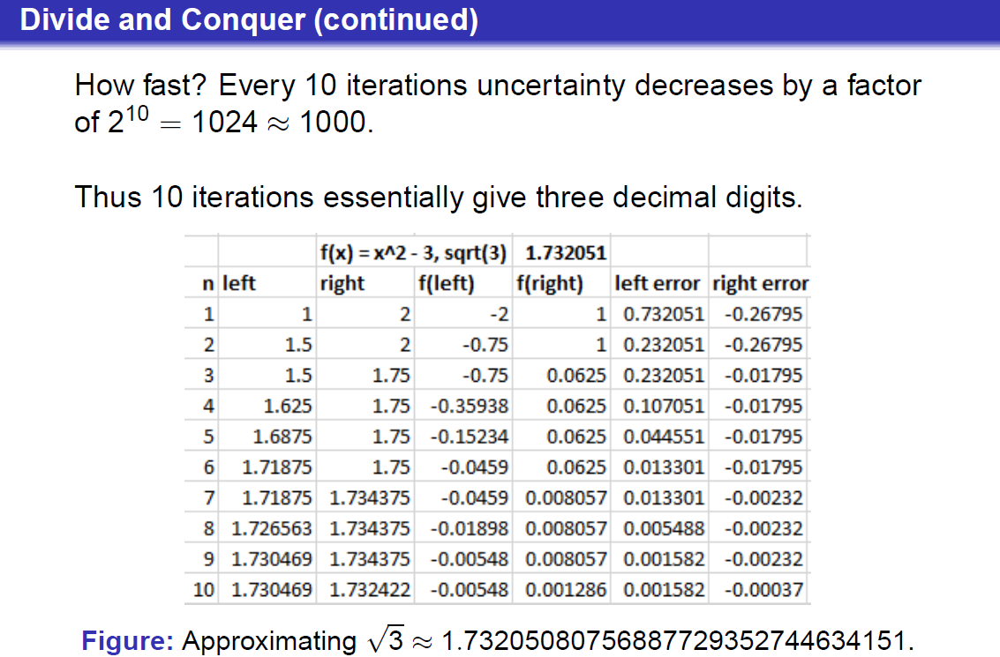 Divide and Conquer (continued)
How fast? Every 10 iterations uncertainty decreases by a factor
of 2^10 = 1024 ≈ 1000.
Thus 10 iterations essentially give three decimal digits.
f(x) = x^2 - 3, sqrt(3) 1.732051
n left right f(left) f(right) left error right error
1 1 2 -2 1 0.732051 -0.26795
2 1.5 2 -0.75 1 0.232051 -0.26795
3 1.5 1.75 -0.75 0.0625 0.232051 -0.01795
4 1.625 1.75 -0.35938 0.0625 0.107051 -0.01795
5 1.6875 1.75 -0.15234 0.0625 0.044551 -0.01795
6 1.71875 1.75 -0.0459 0.0625 0.013301 -0.01795
7 1.71875 1.734375 -0.0459 0.008057 0.013301 -0.00232
8 1.726563 1.734375 -0.01898 0.008057 0.005488 -0.00232
9 1.730469 1.734375 -0.00548 0.008057 0.001582 -0.00232
10 1.730469 1.732422 -0.00548 0.001286 0.001582 -0.00037
Figure: Approximating √3 ≈ 1.73205080756887729352744634151.